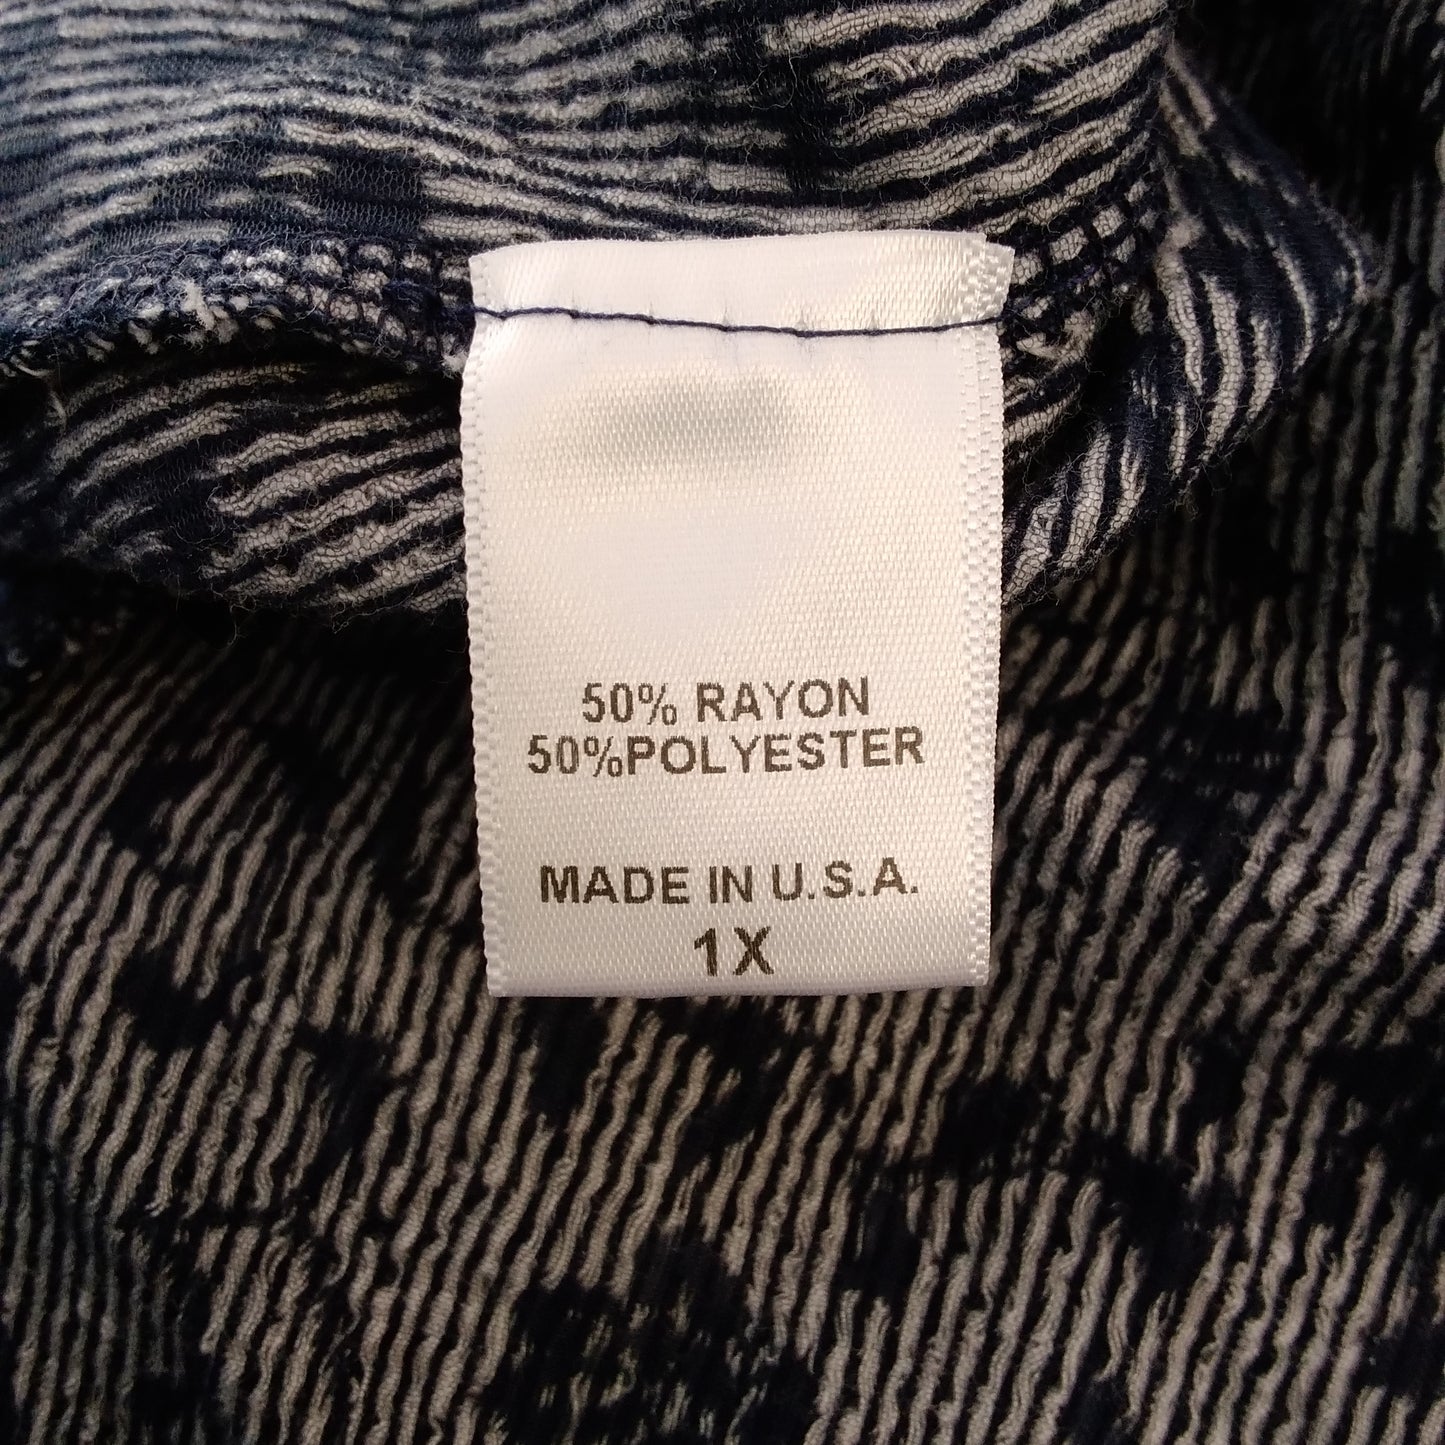 50% RAYON
50%POLYESTER
MADE IN U.S.A.
1X